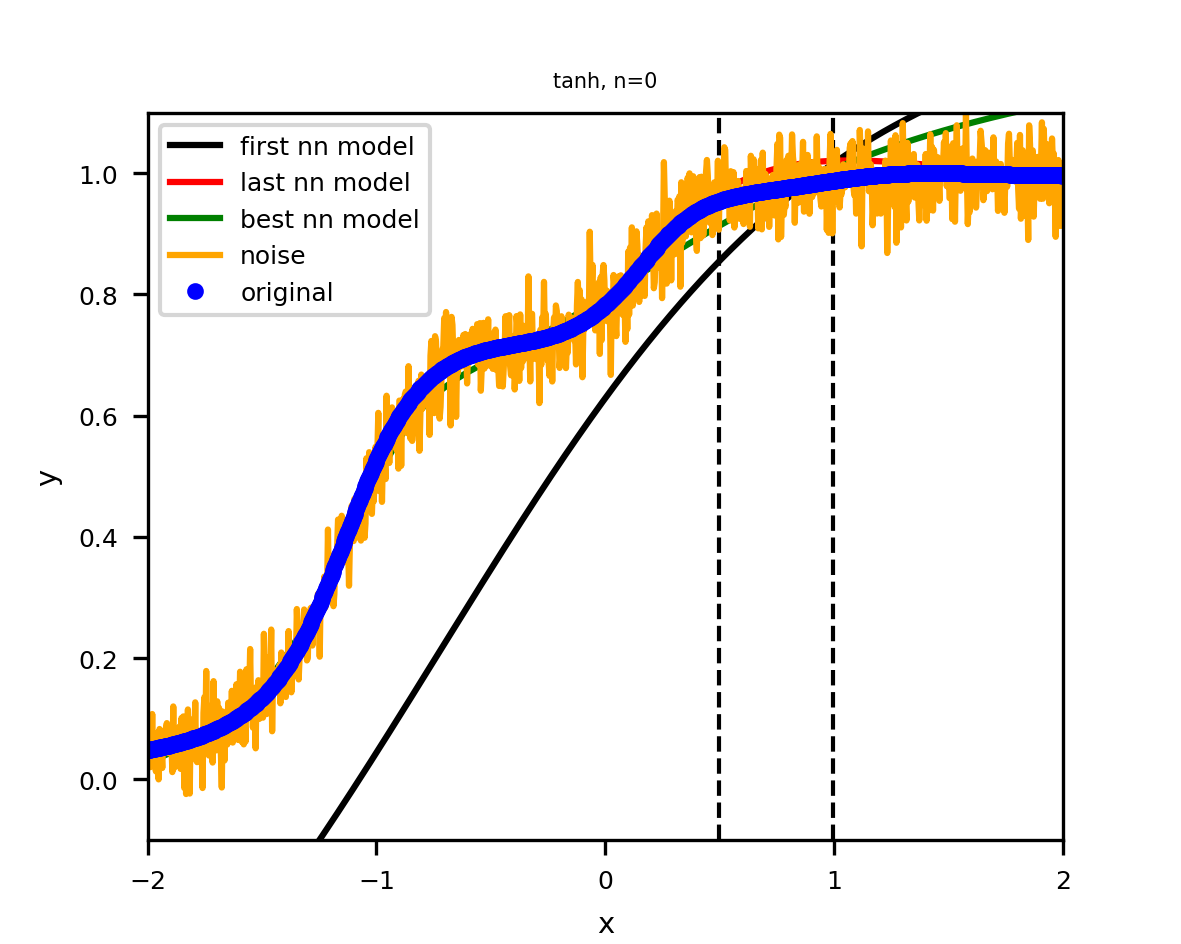 tanh, n=0
first nn model
last nn model
best nn model
noise
original
1.0
0.8
0.6
0.4
0.2
0.0
y
−2
−1
0
1
2
x